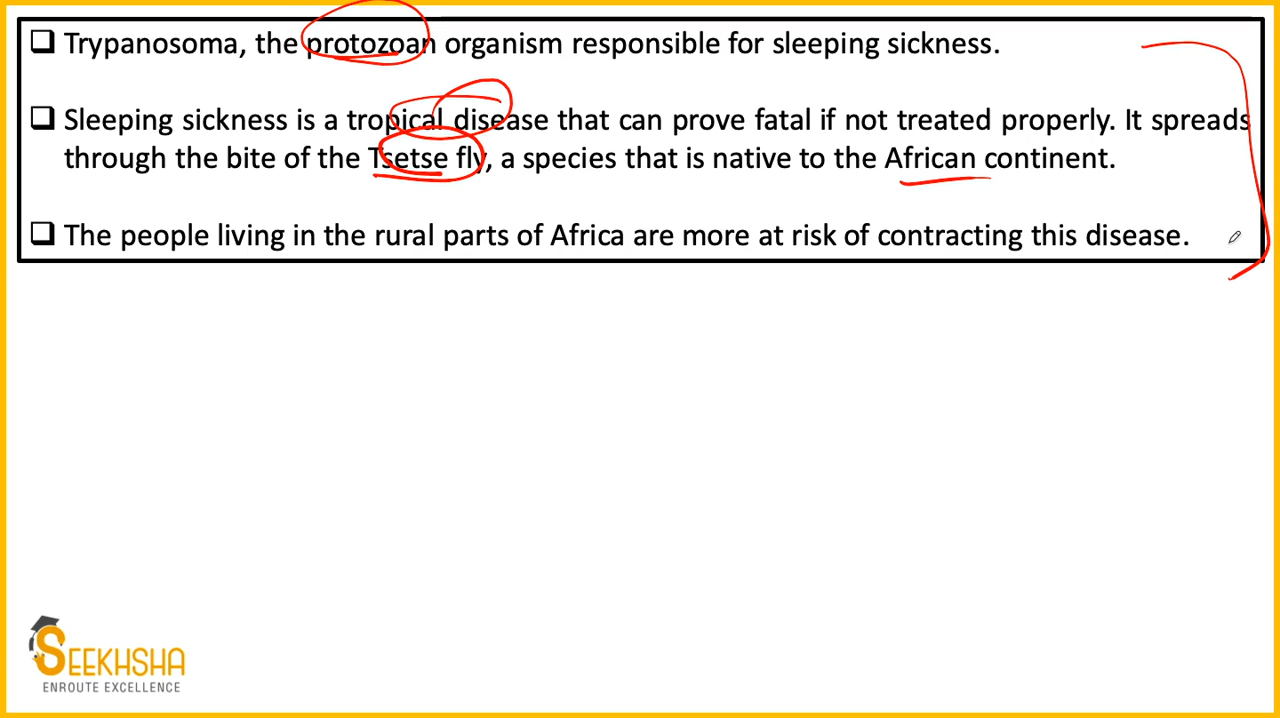 ❑ Trypanosoma, the protozoan organism responsible for sleeping sickness.
❑ Sleeping sickness is a tropical disease that can prove fatal if not treated properly. It spreads
through the bite of the Tsetse fly, a species that is native to the African continent.
❑ The people living in the rural parts of Africa are more at risk of contracting this disease.
SEEKHSHA
ENROUTE EXCELLENCE